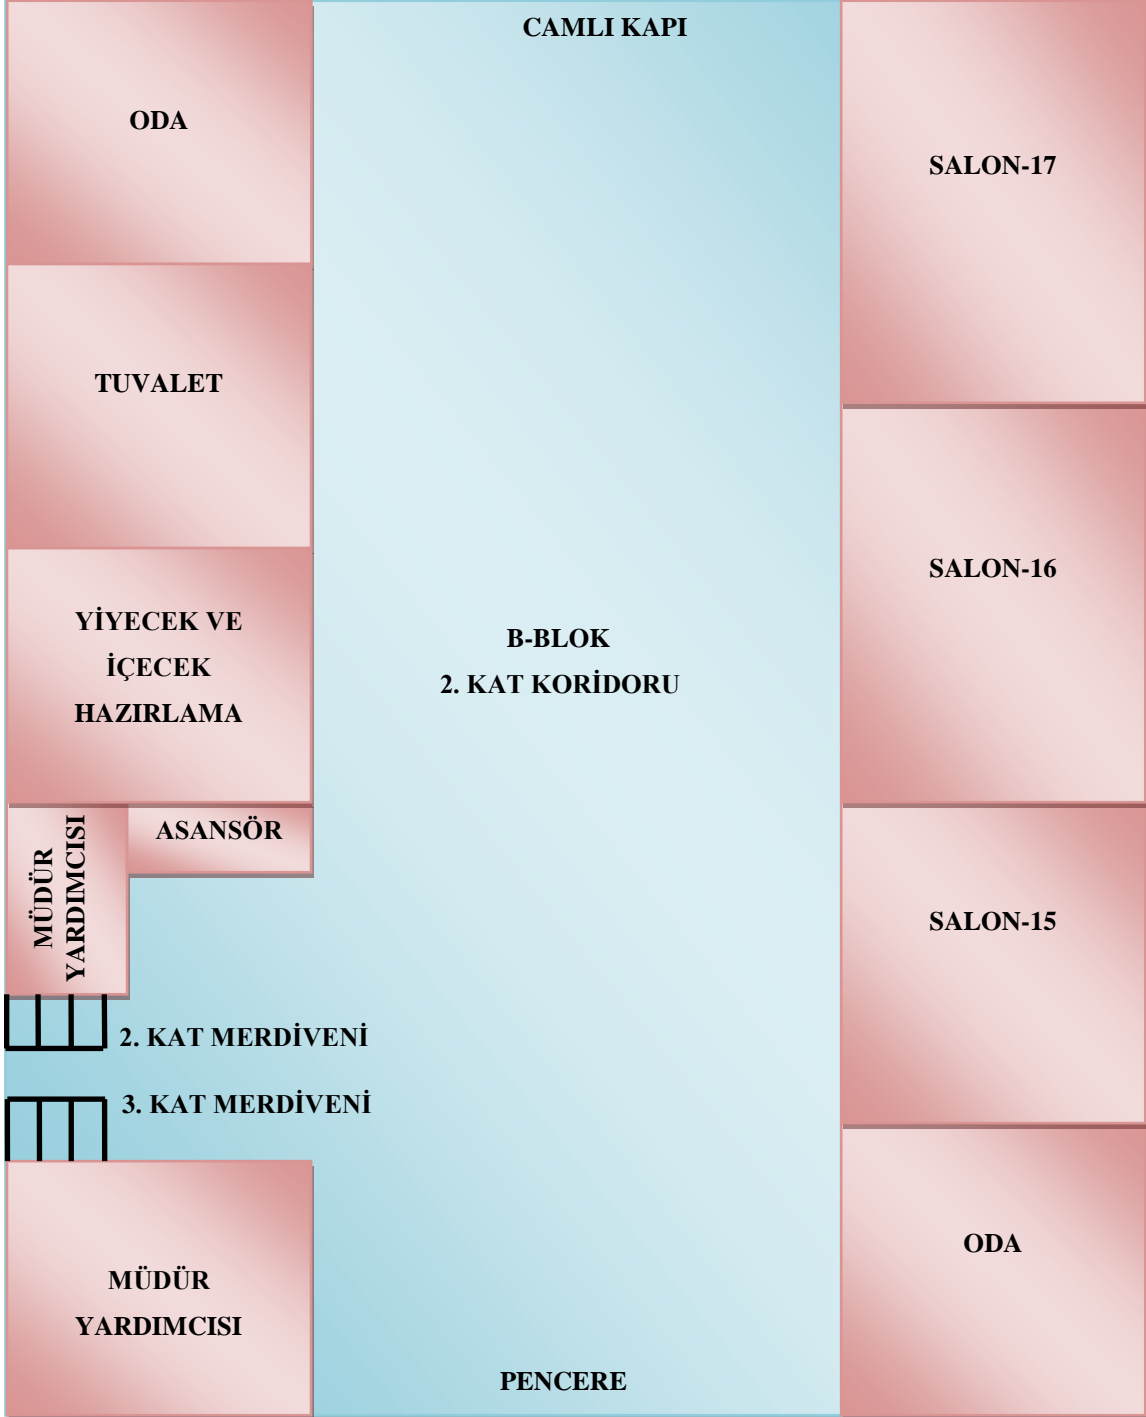 CAMLI KAPI
ODA
SALON-17
TUVALET
SALON-16
YİYECEK VE
İÇECEK
HAZIRLAMA
B-BLOK
2. KAT KORİDORU
MÜDÜR
YARDIMCISI
ASANSÖR
SALON-15
2. KAT MERDİVENİ
3. KAT MERDİVENİ
ODA
MÜDÜR
YARDIMCISI
PENCERE